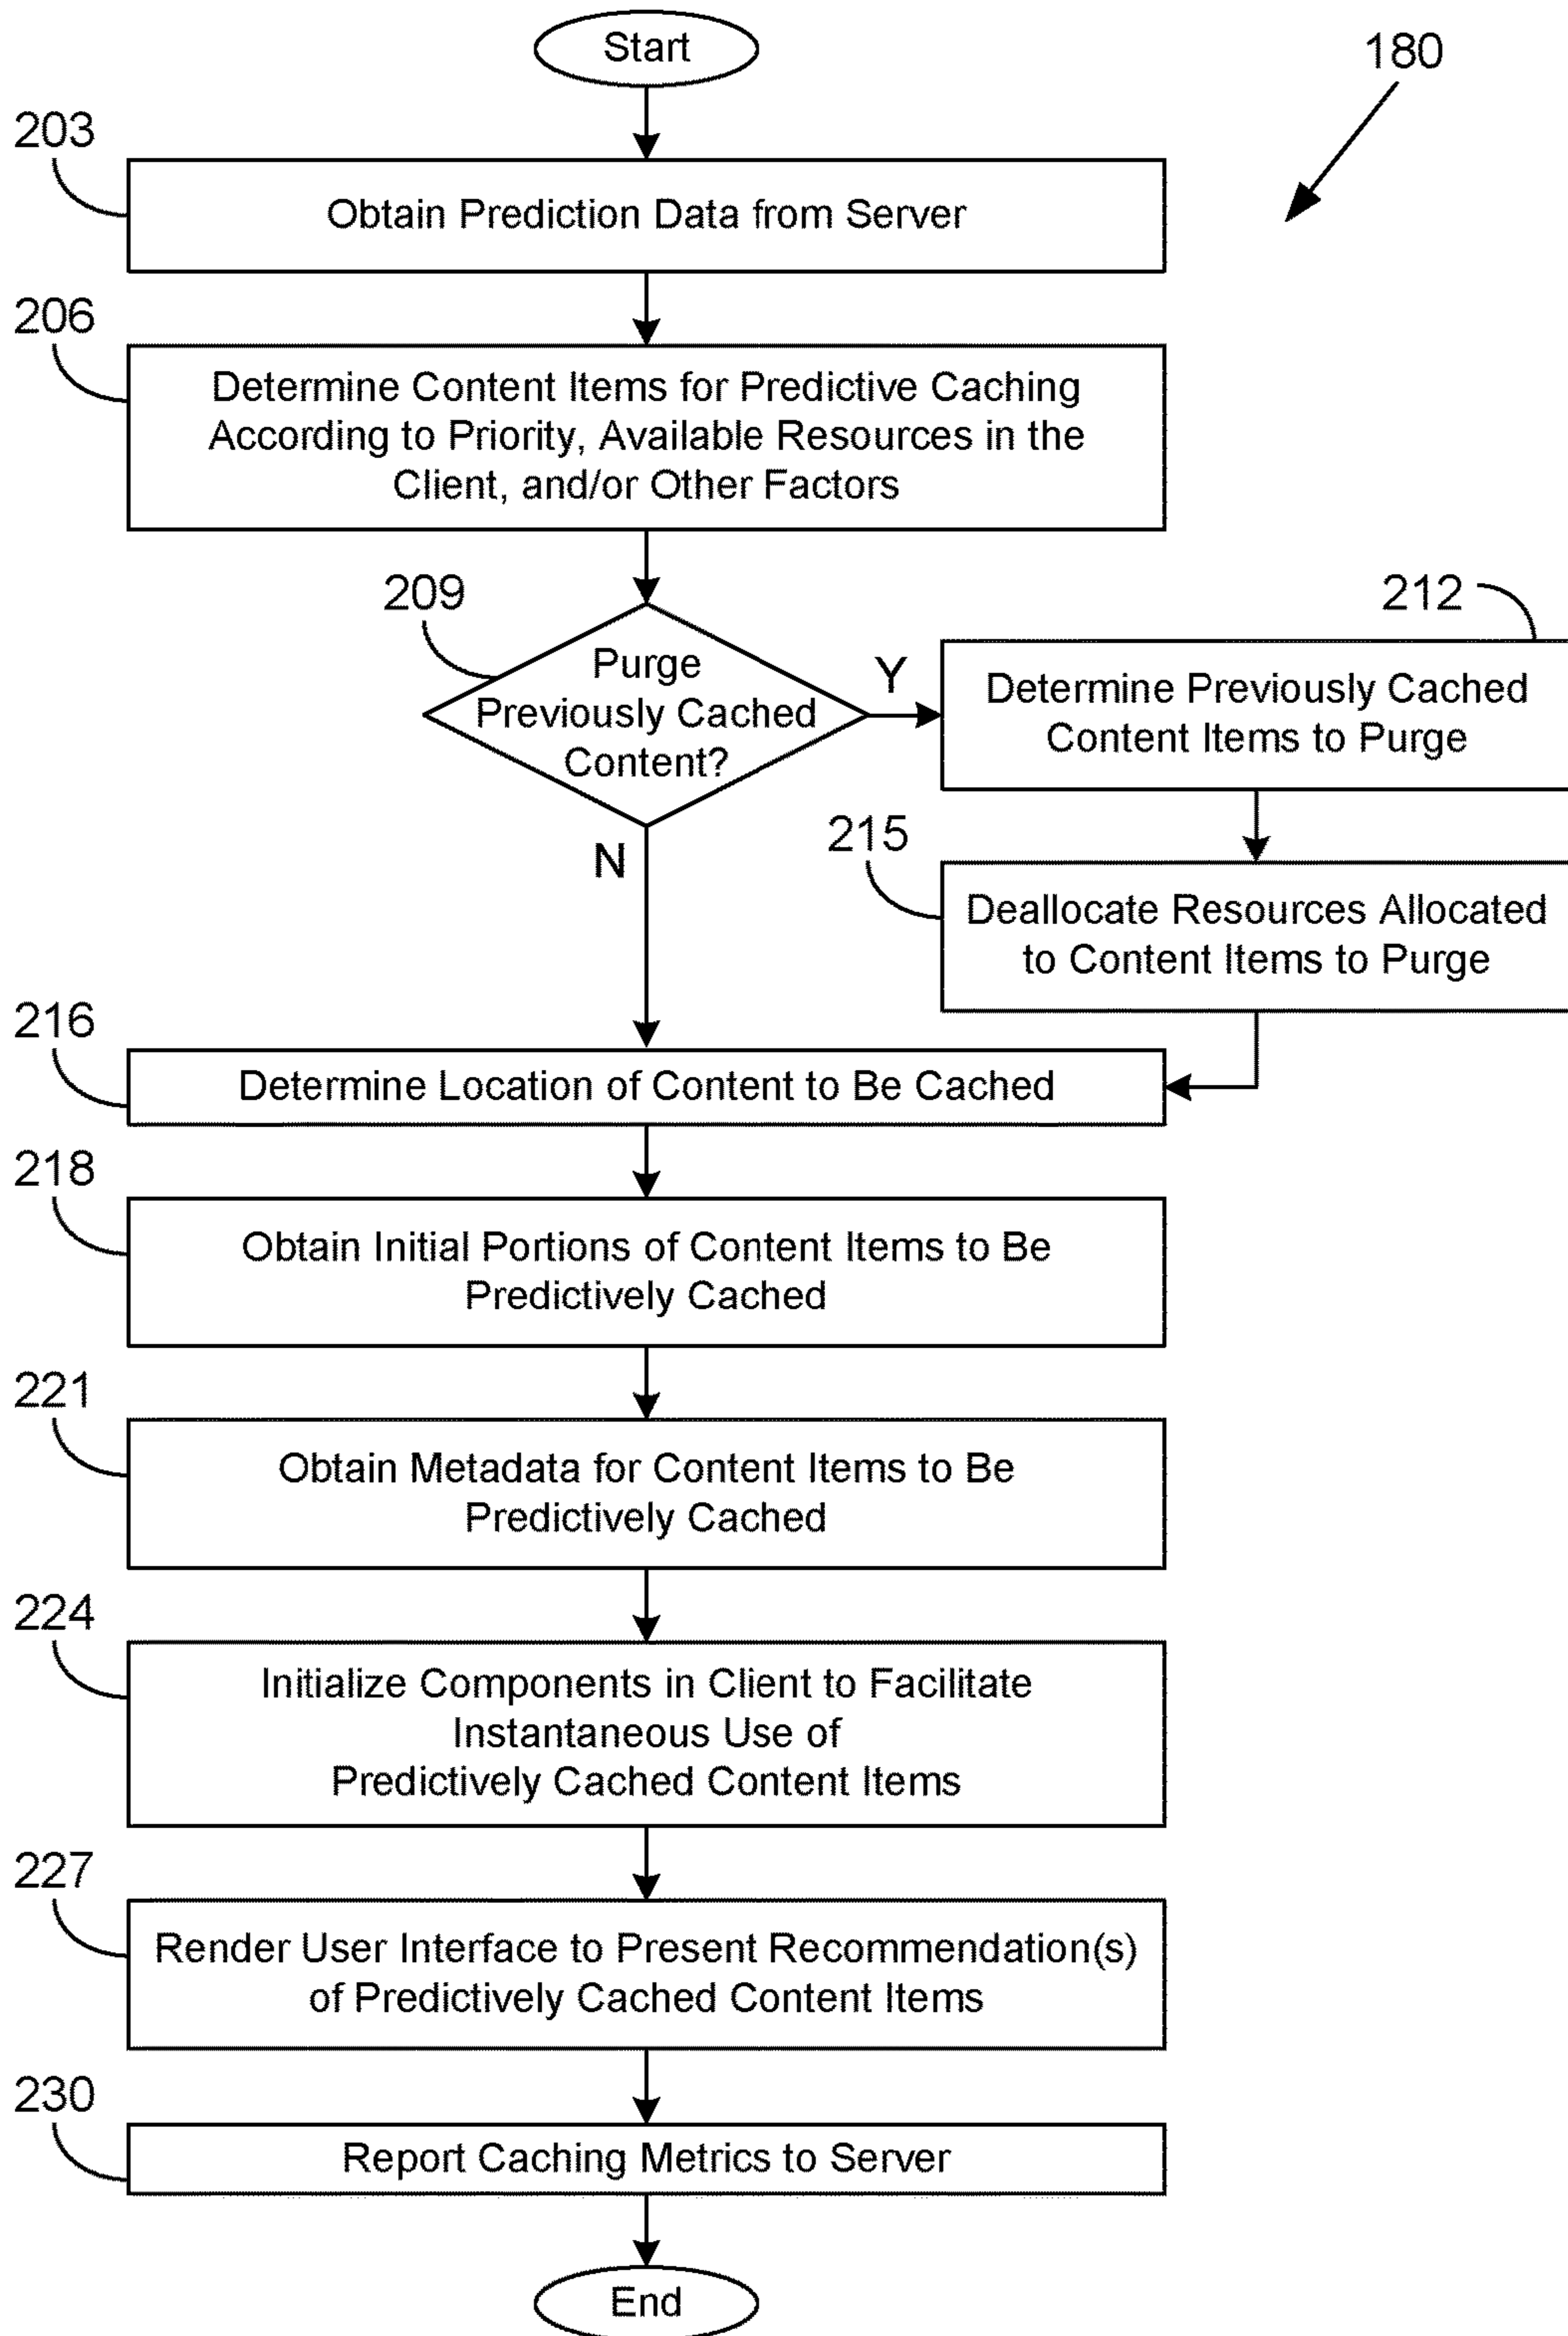 Start
180
203
Obtain Prediction Data from Server
206
Determine Content Items for Predictive Caching
According to Priority, Available Resources in the
Client, and/or Other Factors
209
Purge
Previously Cached
Content?
Y
N
212
Determine Previously Cached
Content Items to Purge
215
Deallocate Resources Allocated
to Content Items to Purge
216
Determine Location of Content to Be Cached
218
Obtain Initial Portions of Content Items to Be
Predictively Cached
221
Obtain Metadata for Content Items to Be
Predictively Cached
224
Initialize Components in Client to Facilitate
Instantaneous Use of
Predictively Cached Content Items
227
Render User Interface to Present Recommendation(s)
of Predictively Cached Content Items
230
Report Caching Metrics to Server
End